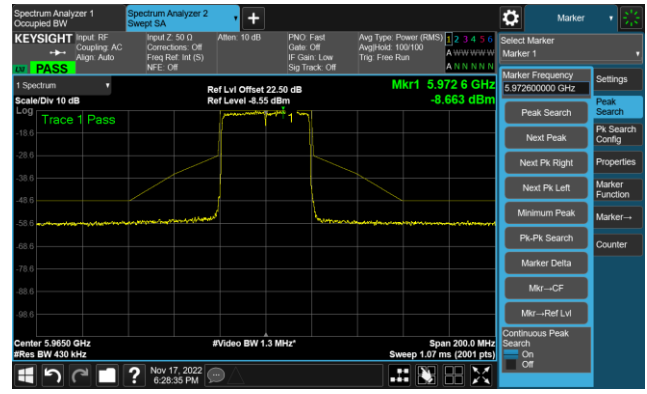 Spectrum Analyzer 1
Occupied BW
Spectrum Analyzer 2
Swept SA
Marker
KEYSIGHT
Input: RF
Coupling: AC
Align: Auto
Input Z: 50 Ω
Corrections: Off
Freq Ref: Int (S)
NFE: Off
Atten: 10 dB
PNO: Fast
Gate: Off
IF Gain: Low
Sig Track: Off
Avg Type: Power (RMS)
Avg|Hold: 100/100
Trig: Free Run
1 2 3 4 5 6
A W W W W W
A N N N N N
PASS
Select Marker
Marker 1
1 Spectrum
Scale/Div 10 dB
Log
Ref Lvl Offset 22.50 dB
Ref Level -8.55 dBm
Mkr1 5.972 6 GHz
-8.663 dBm
Trace 1 Pass
1
-18.6
-28.6
-38.6
-48.6
-58.6
-68.6
-78.6
-88.6
-98.6
Center 5.9650 GHz
#Res BW 430 kHz
#Video BW 1.3 MHz*
Span 200.0 MHz
Sweep 1.07 ms (2001 pts)
Marker Frequency
5.972600000 GHz
Peak Search
Next Peak
Next Pk Right
Next Pk Left
Minimum Peak
Pk-Pk Search
Marker Delta
Mkr→CF
Mkr→Ref Lvl
Continuous Peak
Search
On
Off
Settings
Peak
Search
Pk Search
Config
Properties
Marker
Function
Marker→
Counter
?
Nov 17, 2022
6:28:35 PM